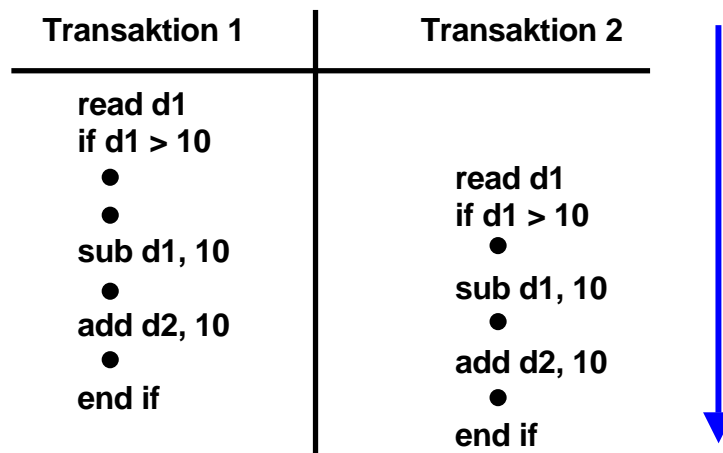 Transaktion 1
Transaktion 2
read d1
if d1 > 10
●
●
sub d1, 10
●
add d2, 10
●
end if
read d1
if d1 > 10
●
sub d1, 10
●
add d2, 10
●
end if